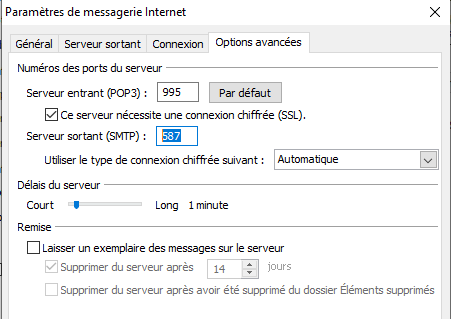 Paramètres de messagerie Internet
Général Serveur sortant Connexion Options avancées
Numéros des ports du serveur
Serveur entrant (POP3) : 995 Par défaut
Ce serveur nécessite une connexion chiffrée (SSL).
Serveur sortant (SMTP) : 587
Utiliser le type de connexion chiffrée suivant : Automatique
Délais du serveur
Court Long 1 minute
Remise
Laisser un exemplaire des messages sur le serveur
Supprimer du serveur après 14 jours
Supprimer du serveur après avoir été supprimé du dossier Éléments supprimés